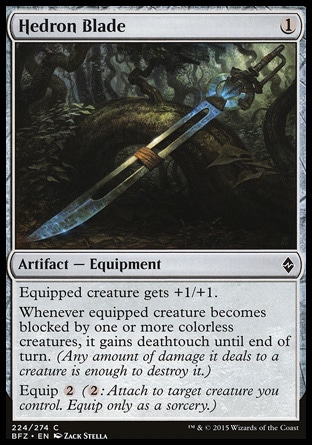 Hedron Blade 1
Artifact — Equipment
Equipped creature gets +1/+1.
Whenever equipped creature becomes
blocked by one or more colorless
creatures, it gains deathtouch until end of
turn. (Any amount of damage it deals to
a creature is enough to destroy it.)
Equip 2 (2: Attach to target creature you
control. Equip only as a sorcery.)
224/274 C
BFZ • EN Zack Stella
™ & © 2015 Wizards of the Coast